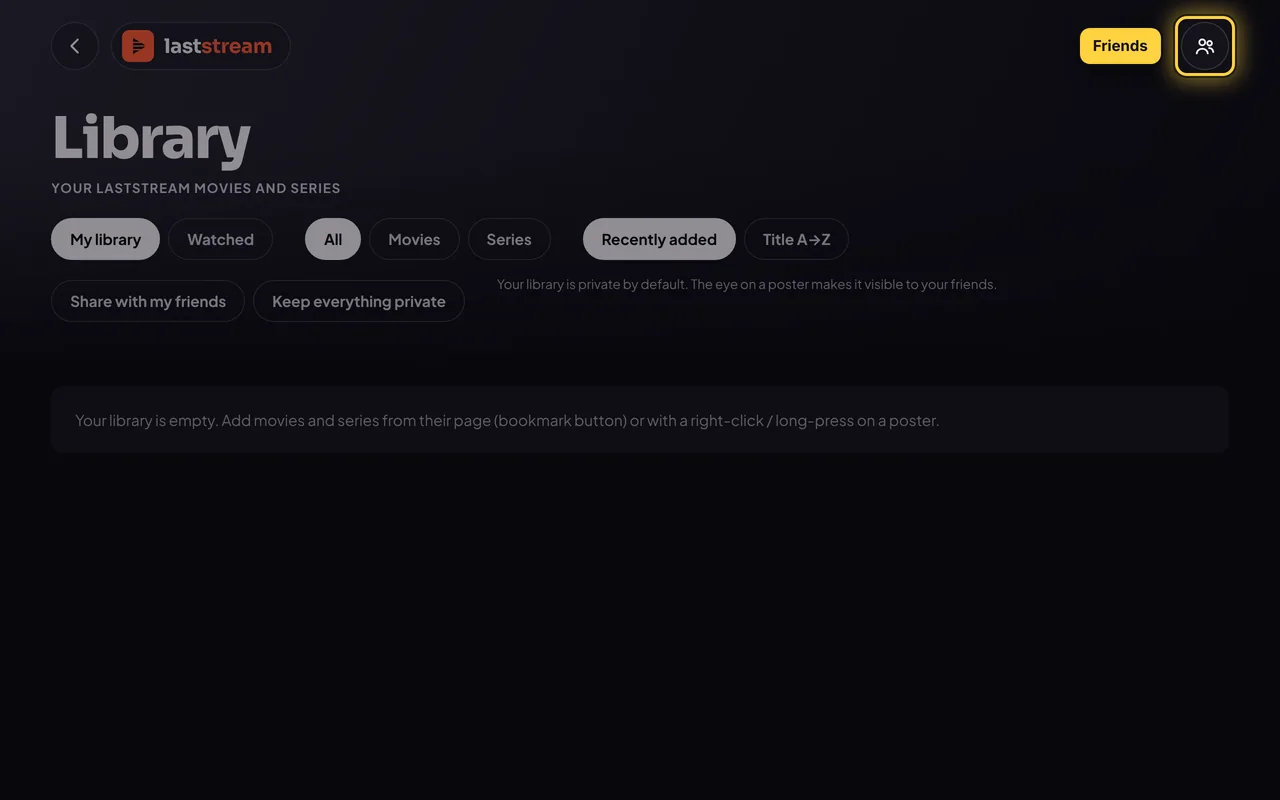 laststream
Friends
Library
YOUR LASTSTREAM MOVIES AND SERIES
My library Watched All Movies Series Recently added Title A→Z
Share with my friends Keep everything private Your library is private by default. The eye on a poster makes it visible to your friends.
Your library is empty. Add movies and series from their page (bookmark button) or with a right-click / long-press on a poster.